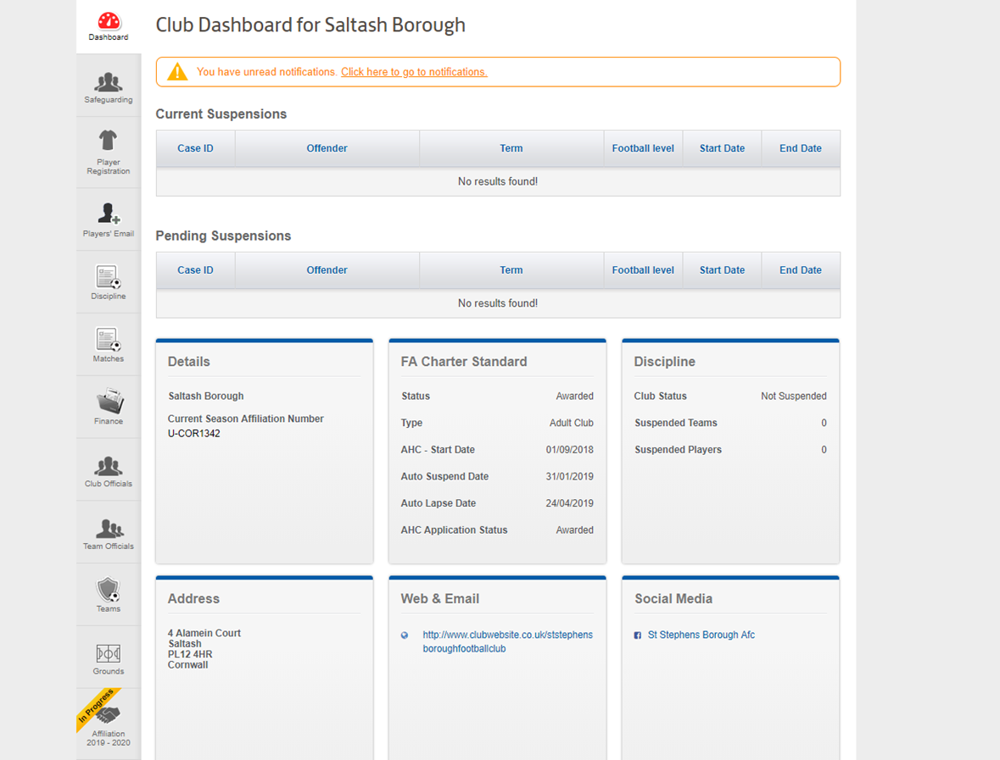 Dashboard
Safeguarding
Player
Registration
Players' Email
Discipline
Matches
Finance
Club Officials
Team Officials
Teams
Grounds
In Progress
Affiliation
2019 - 2020
Club Dashboard for Saltash Borough
You have unread notifications. Click here to go to notifications.
Current Suspensions
Case ID Offender Term Football level Start Date End Date
No results found!
Pending Suspensions
Case ID Offender Term Football level Start Date End Date
No results found!
Details
Saltash Borough
Current Season Affiliation Number
U-COR1342
FA Charter Standard
Status Awarded
Type Adult Club
AHC - Start Date 01/09/2018
Auto Suspend Date 31/01/2019
Auto Lapse Date 24/04/2019
AHC Application Status Awarded
Discipline
Club Status Not Suspended
Suspended Teams 0
Suspended Players 0
Address
4 Alamein Court
Saltash
PL12 4HR
Cornwall
Web & Email
http://www.clubwebsite.co.uk/ststephens
boroughfootballclub
Social Media
St Stephens Borough Afc